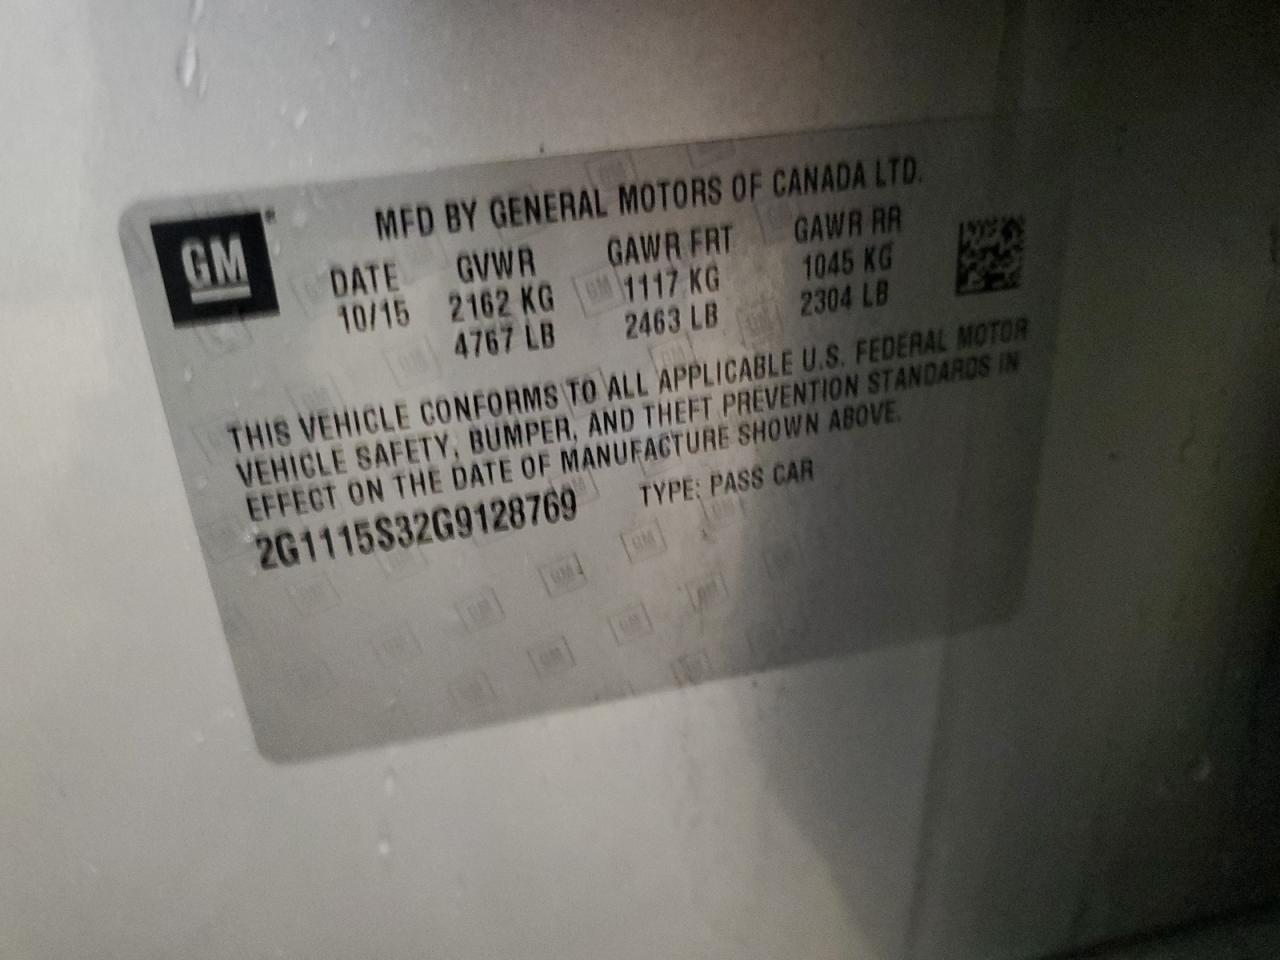 GM ®
MFD BY GENERAL MOTORS OF CANADA LTD.
DATE GVWR GAWR FRT GAWR RR
10/15 2162 KG 1117 KG 1045 KG
4767 LB 2463 LB 2304 LB
THIS VEHICLE CONFORMS TO ALL APPLICABLE U.S. FEDERAL MOTOR
VEHICLE SAFETY, BUMPER, AND THEFT PREVENTION STANDARDS IN
EFFECT ON THE DATE OF MANUFACTURE SHOWN ABOVE.
2G1115S32G9128769 TYPE: PASS CAR